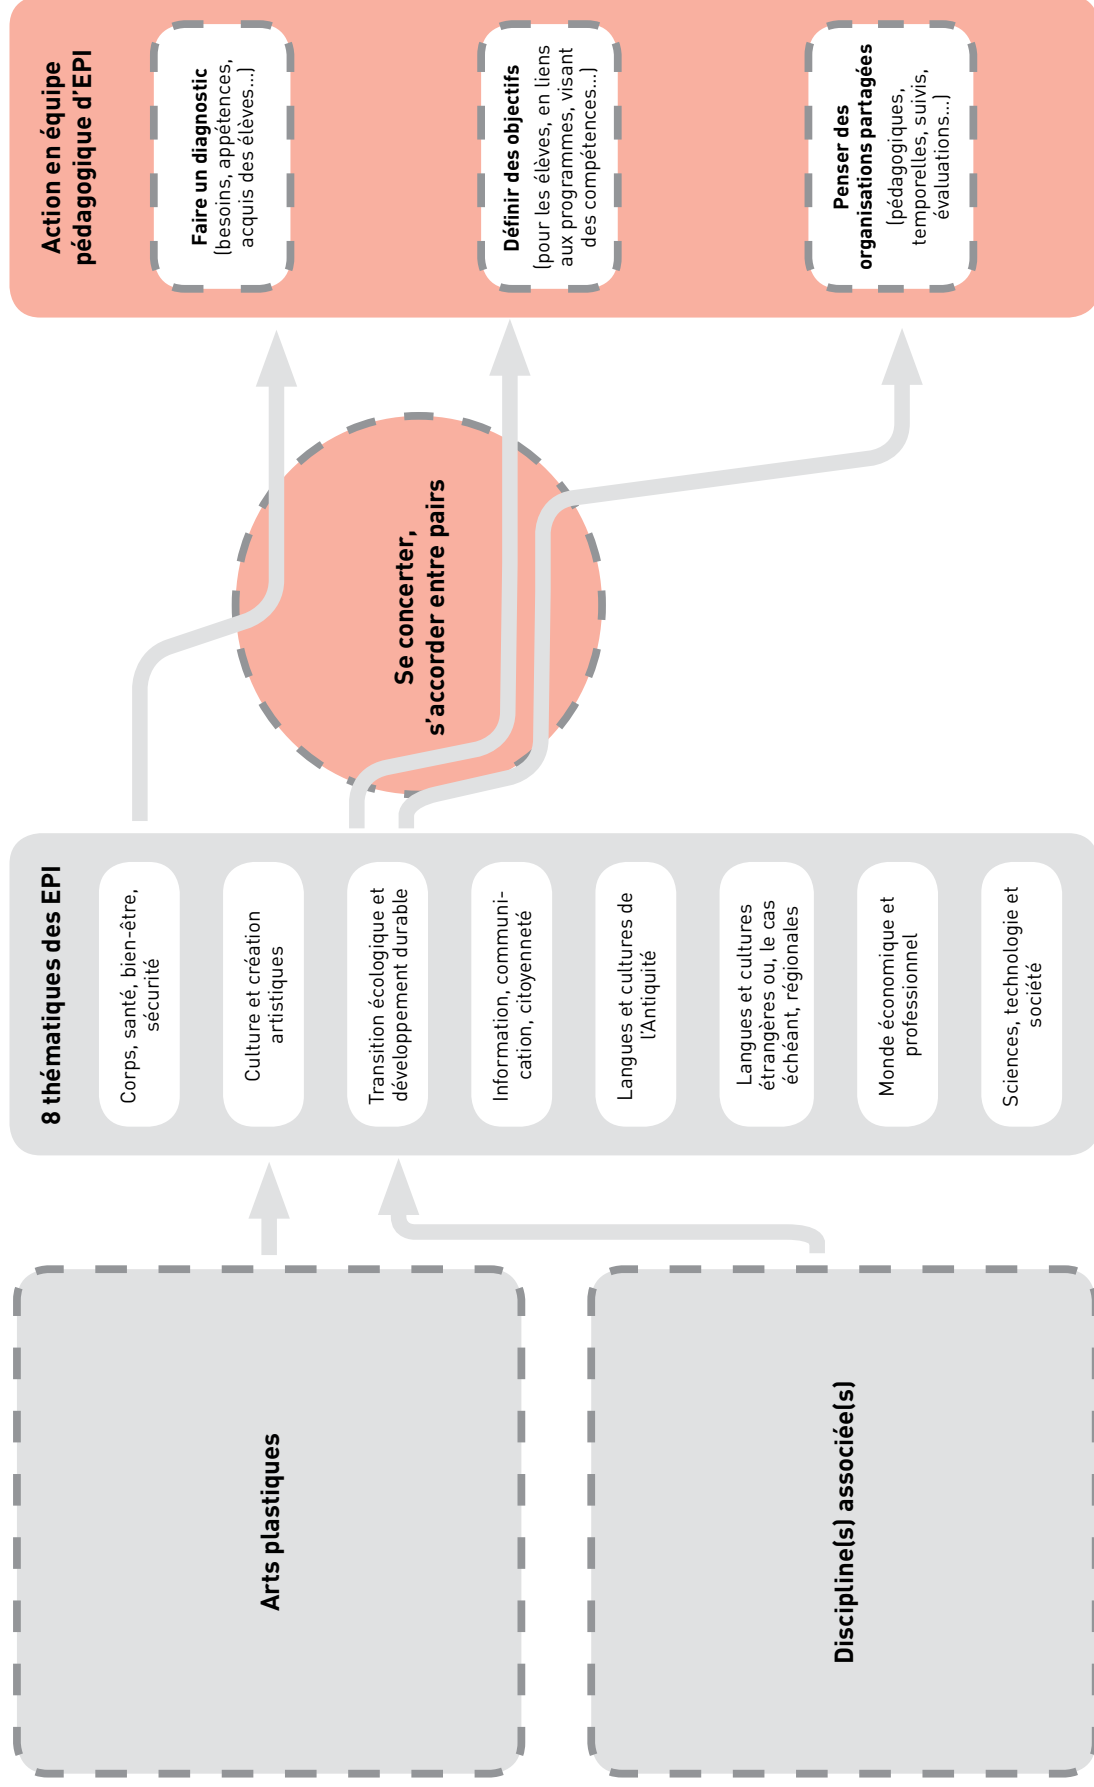 Arts plastiques
Discipline(s) associée(s)
8 thématiques des EPI
Corps, santé, bien-être,
sécurité
Culture et création
artistiques
Transition écologique et
développement durable
Information, communi-
cation, citoyenneté
Langues et cultures de
l’Antiquité
Langues et cultures
étrangères ou, le cas
échéant, régionales
Monde économique et
professionnel
Sciences, technologie et
société
Se concerter,
s’accorder entre pairs
Action en équipe
pédagogique d’EPI
Faire un diagnostic
(besoins, appétences,
acquis des élèves…)
Définir des objectifs
(pour les élèves, en liens
aux programmes, visant
des compétences…)
Penser des
organisations partagées
(pédagogiques,
temporelles, suivis,
évaluations…)